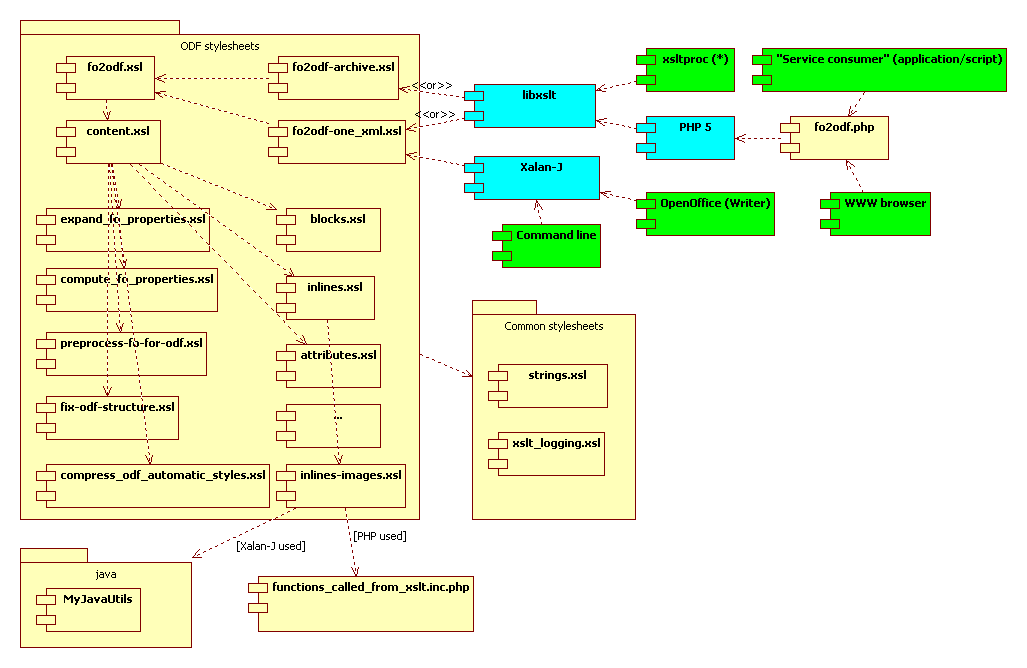 ODF stylesheets
fo2odf.xsl
fo2odf-archive.xsl
<<or>>
libxslt
xsltproc (*)
"Service consumer" (application/script)
content.xsl
fo2odf-one_xml.xsl
<<or>>
PHP 5
fo2odf.php
Xalan-J
expand_fo_properties.xsl
blocks.xsl
Command line
OpenOffice (Writer)
WWW browser
compute_fo_properties.xsl
inlines.xsl
preprocess-fo-for-odf.xsl
attributes.xsl
Common stylesheets
strings.xsl
fix-odf-structure.xsl
...
xslt_logging.xsl
compress_odf_automatic_styles.xsl
inlines-images.xsl
[Xalan-J used]
[PHP used]
java
MyJavaUtils
functions_called_from_xslt.inc.php